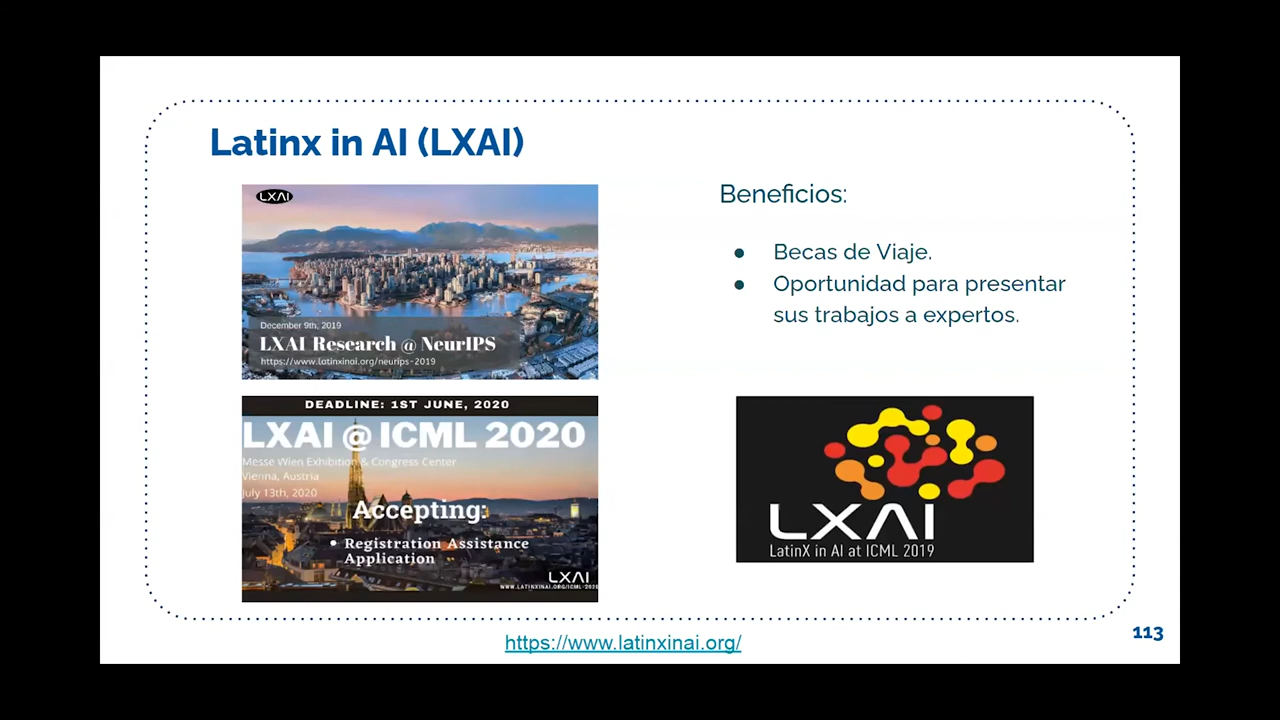 Latinx in AI (LXAI)
LXAI
December 9th, 2019
LXAI Research @ NeurIPS
https://www.latinxinai.org/neurips-2019
DEADLINE: 1ST JUNE, 2020
LXAI @ ICML 2020
Messe Wien Exhibition & Congress Center
Vienna, Austria
July 13th, 2020
Accepting:
• Registration Assistance
Application
LXAI
WWW.LATINXINAI.ORG/ICML-2020
Beneficios:
● Becas de Viaje.
● Oportunidad para presentar
sus trabajos a expertos.
LXAI
LatinX in AI at ICML 2019
https://www.latinxinai.org/
113